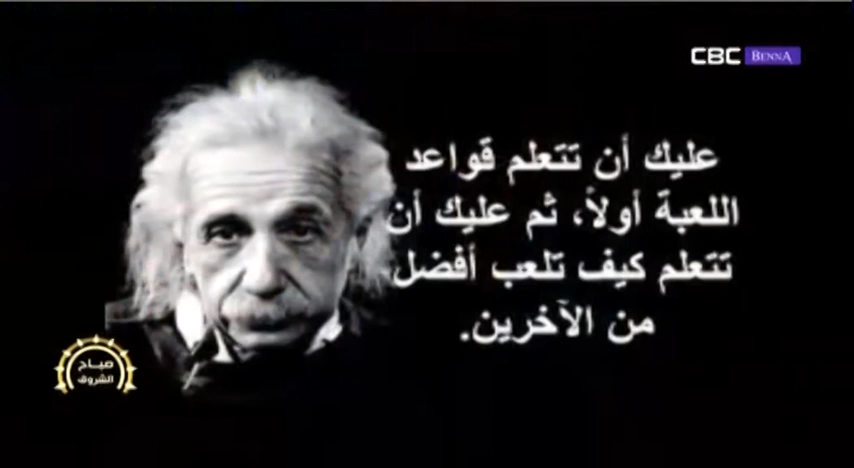 CBC BENNA
عليك أن تتعلم قواعد
اللعبة أولاً، ثم عليك أن
تتعلم كيف تلعب أفضل
من الآخرين.
صباح
الشروق